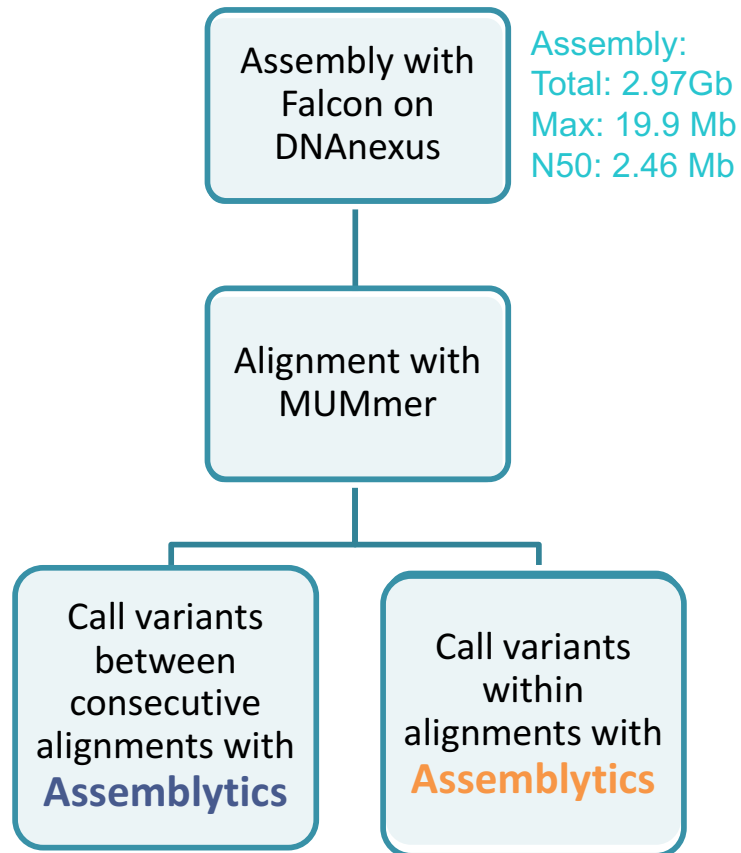 Assembly with
Falcon on
DNAnexus
Assembly:
Total: 2.97Gb
Max: 19.9 Mb
N50: 2.46 Mb
Alignment with
MUMmer
Call variants
between
consecutive
alignments with
Assemblytics
Call variants
within
alignments with
Assemblytics